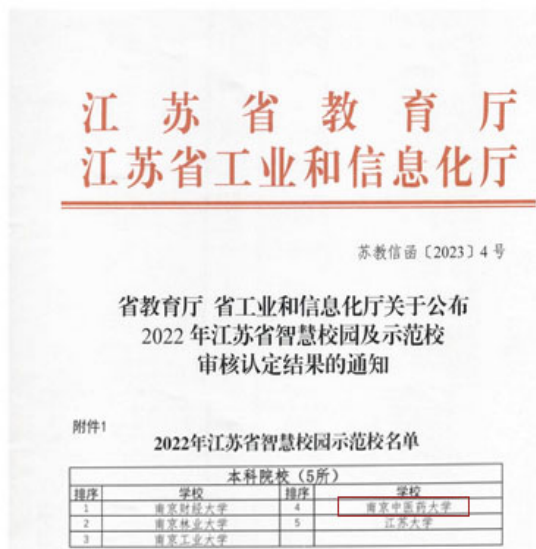 江苏省教育厅
江苏省工业和信息化厅
苏教信函〔2023〕4号
省教育厅 省工业和信息化厅关于公布
2022年江苏省智慧校园及示范校
审核认定结果的通知
附件1
2022年江苏省智慧校园示范校名单
本科院校（5所）
排序 学校 排序 学校
1 南京财经大学 4 南京中医药大学
2 南京林业大学 5 江苏大学
3 南京工业大学